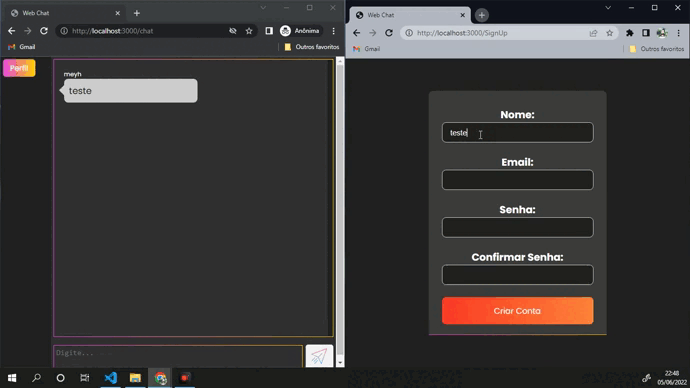 Web Chat
http://localhost:3000/chat
Anônima
Gmail
Outros favoritos
Perfil
meyh
teste
Digite...
Web Chat
http://localhost:3000/SignUp
Gmail
Outros favoritos
Nome:
teste
Email:
Senha:
Confirmar Senha:
Criar Conta
22:48
05/06/2022